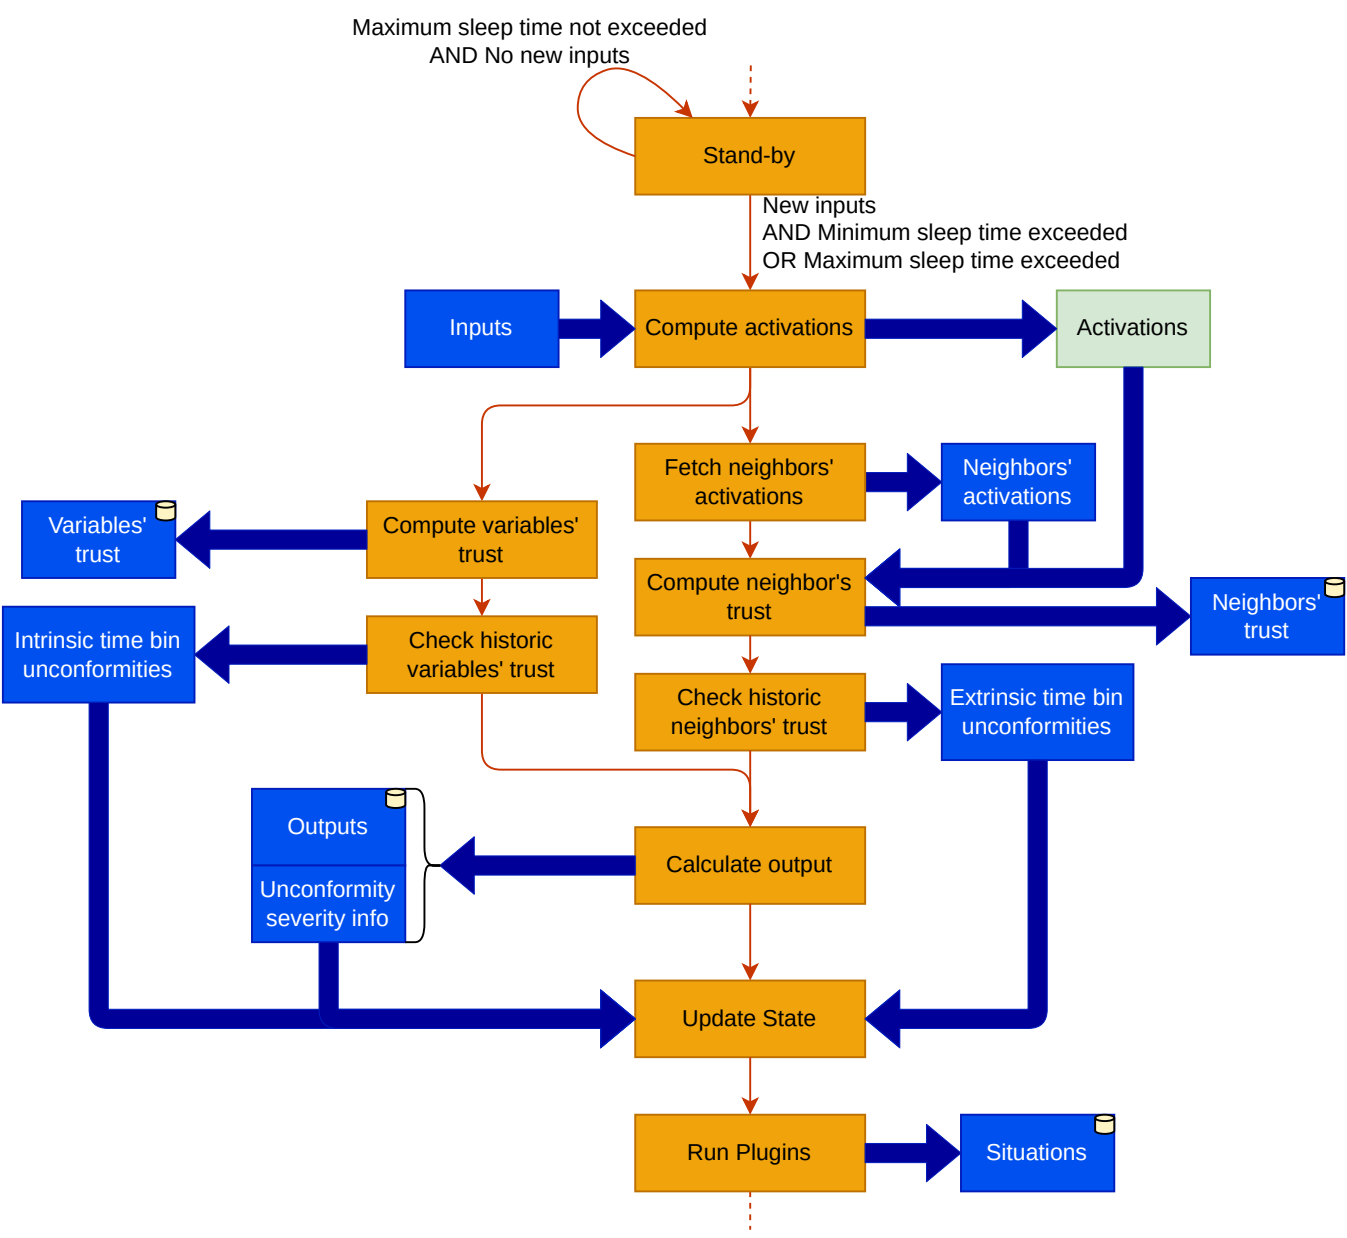 Maximum sleep time not exceeded
AND No new inputs
Stand-by
New inputs
AND Minimum sleep time exceeded
OR Maximum sleep time exceeded
Inputs
Compute activations
Activations
Fetch neighbors'
activations
Neighbors'
activations
Variables'
trust
Compute variables'
trust
Compute neighbor's
trust
Neighbors'
trust
Intrinsic time bin
unconformities
Check historic
variables' trust
Check historic
neighbors' trust
Extrinsic time bin
unconformities
Outputs
Unconformity
severity info
Calculate output
Update State
Run Plugins
Situations